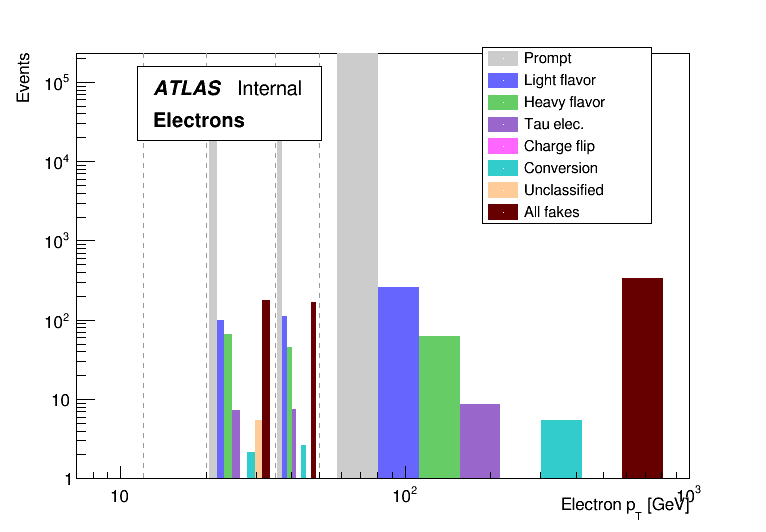 Events
10^5
10^4
10^3
10^2
10
1
ATLAS Internal
Electrons
Prompt
Light flavor
Heavy flavor
Tau elec.
Charge flip
Conversion
Unclassified
All fakes
10
10^2
10^3
Electron p_T [GeV]